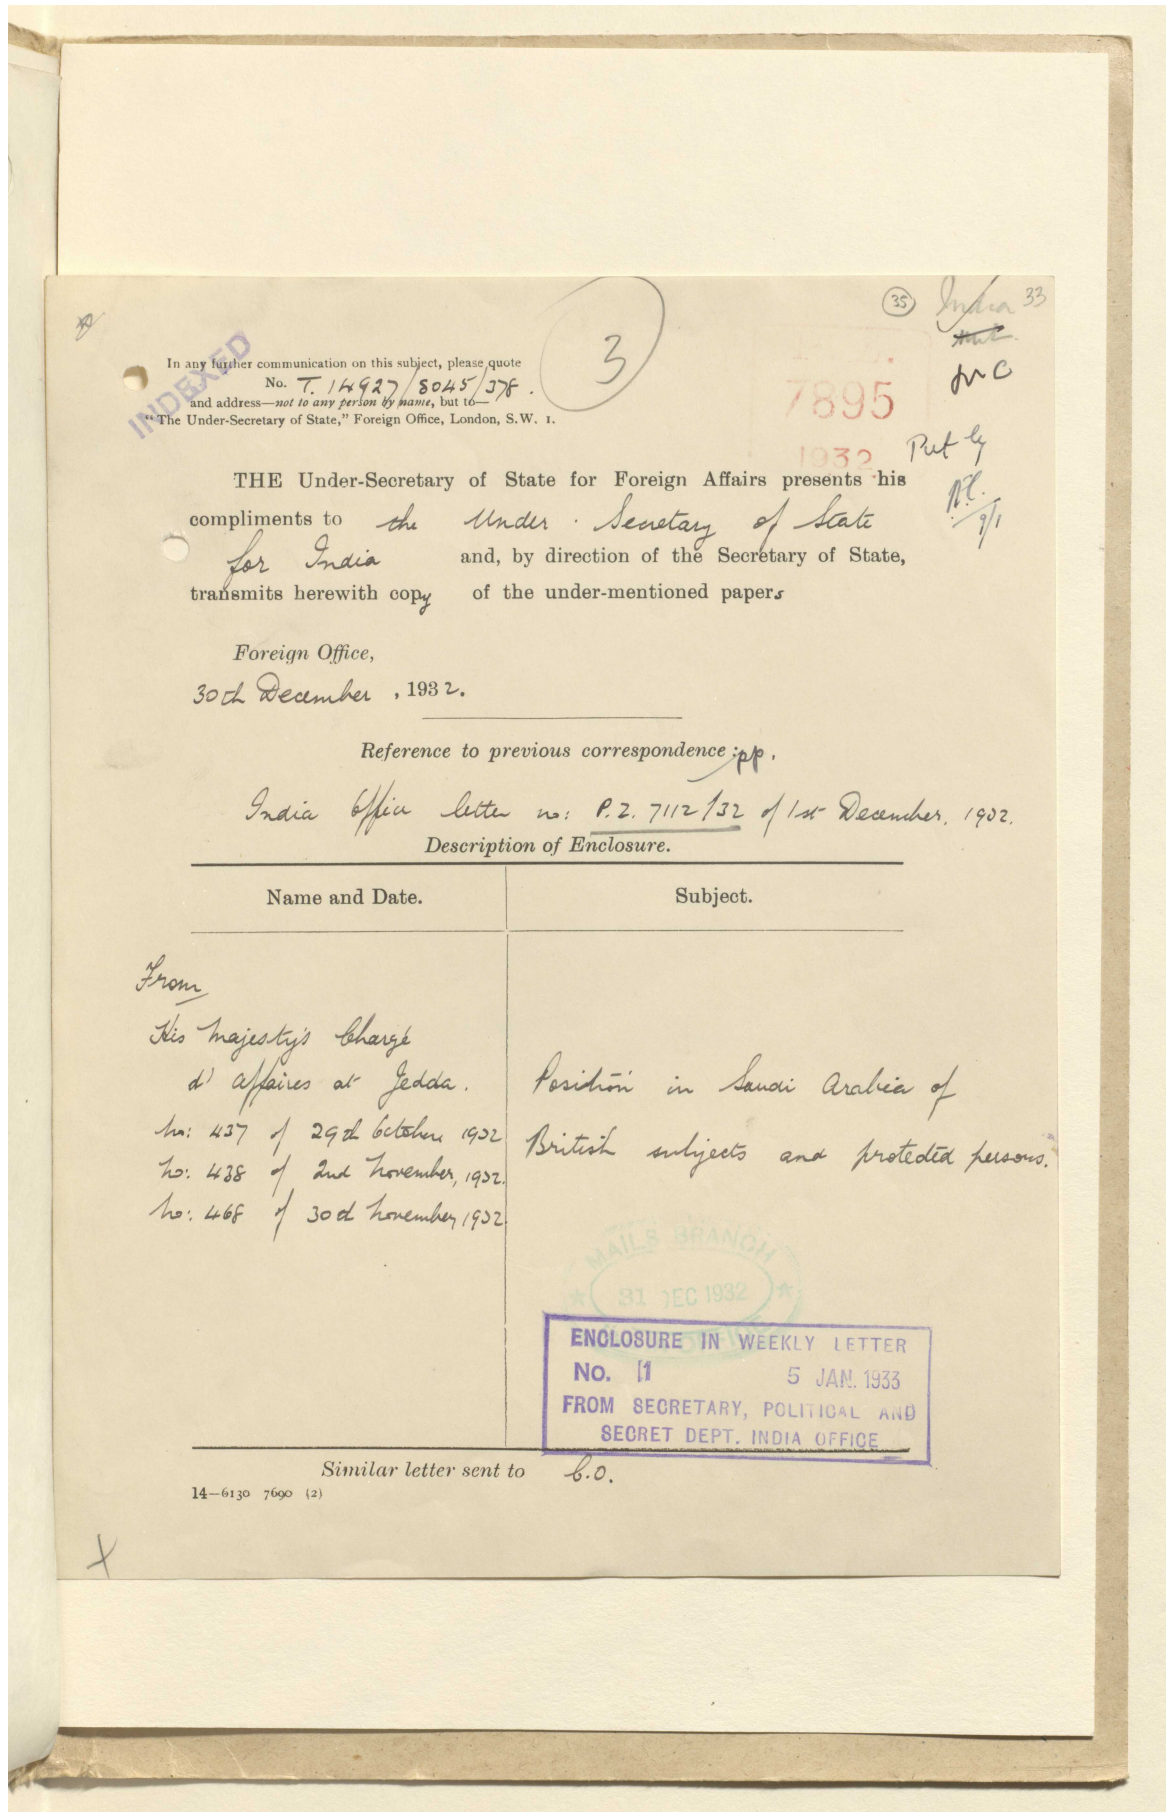 35
India 33
3
INDEXED
In any further communication on this subject, please quote
No. T. 14927/8045/378.
and address—not to any person by name, but to—
"The Under-Secretary of State," Foreign Office, London, S.W. 1.
7895
1932
Put by
9/1
THE Under-Secretary of State for Foreign Affairs presents his
compliments to the Under. Secretary of State
for India and, by direction of the Secretary of State,
transmits herewith copy of the under-mentioned papers
Foreign Office,
30th December, 1932.
Reference to previous correspondence: pp.
India Office letter no: P.Z. 7112/32 of 1st December, 1932.
Description of Enclosure.
Name and Date.
Subject.
From
His Majesty's Chargé
d'Affaires at Jedda.
No: 437 of 29th October 1932
No: 438 of 2nd November, 1932.
No: 468 of 30th November, 1932
Position in Saudi Arabia of
British subjects and protected persons.
MAILS BRANCH
31 DEC 1932
ENCLOSURE IN WEEKLY LETTER
NO. 11 5 JAN. 1933
FROM SECRETARY, POLITICAL AND
SECRET DEPT. INDIA OFFICE
Similar letter sent to C.O.
14—6130 7690 (2)
X